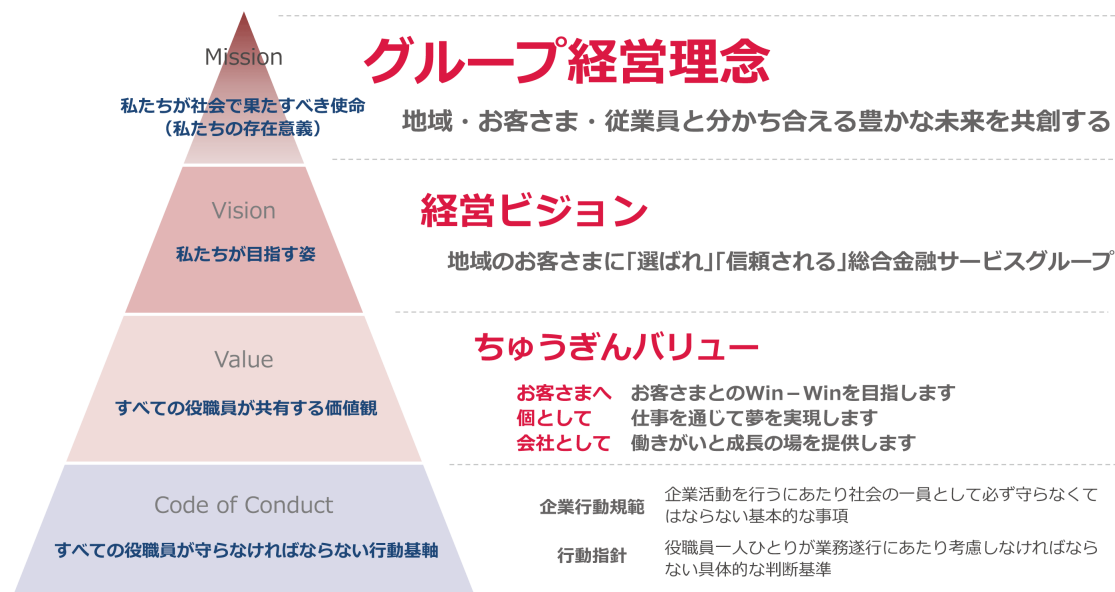 Mission
私たちが社会で果たすべき使命
（私たちの存在意義）
グループ経営理念
地域・お客さま・従業員と分かち合える豊かな未来を共創する
Vision
私たちが目指す姿
経営ビジョン
地域のお客さまに「選ばれ」「信頼される」総合金融サービスグループ
Value
すべての役職員が共有する価値観
ちゅうぎんバリュー
お客さまへ お客さまとのWin－Winを目指します
個として 仕事を通じて夢を実現します
会社として 働きがいと成長の場を提供します
Code of Conduct
すべての役職員が守らなければならない行動基軸
企業行動規範
企業活動を行うにあたり社会の一員として必ず守らなくて
はならない基本的な事項
行動指針
役職員一人ひとりが業務遂行にあたり考慮しなければなら
ない具体的な判断基準